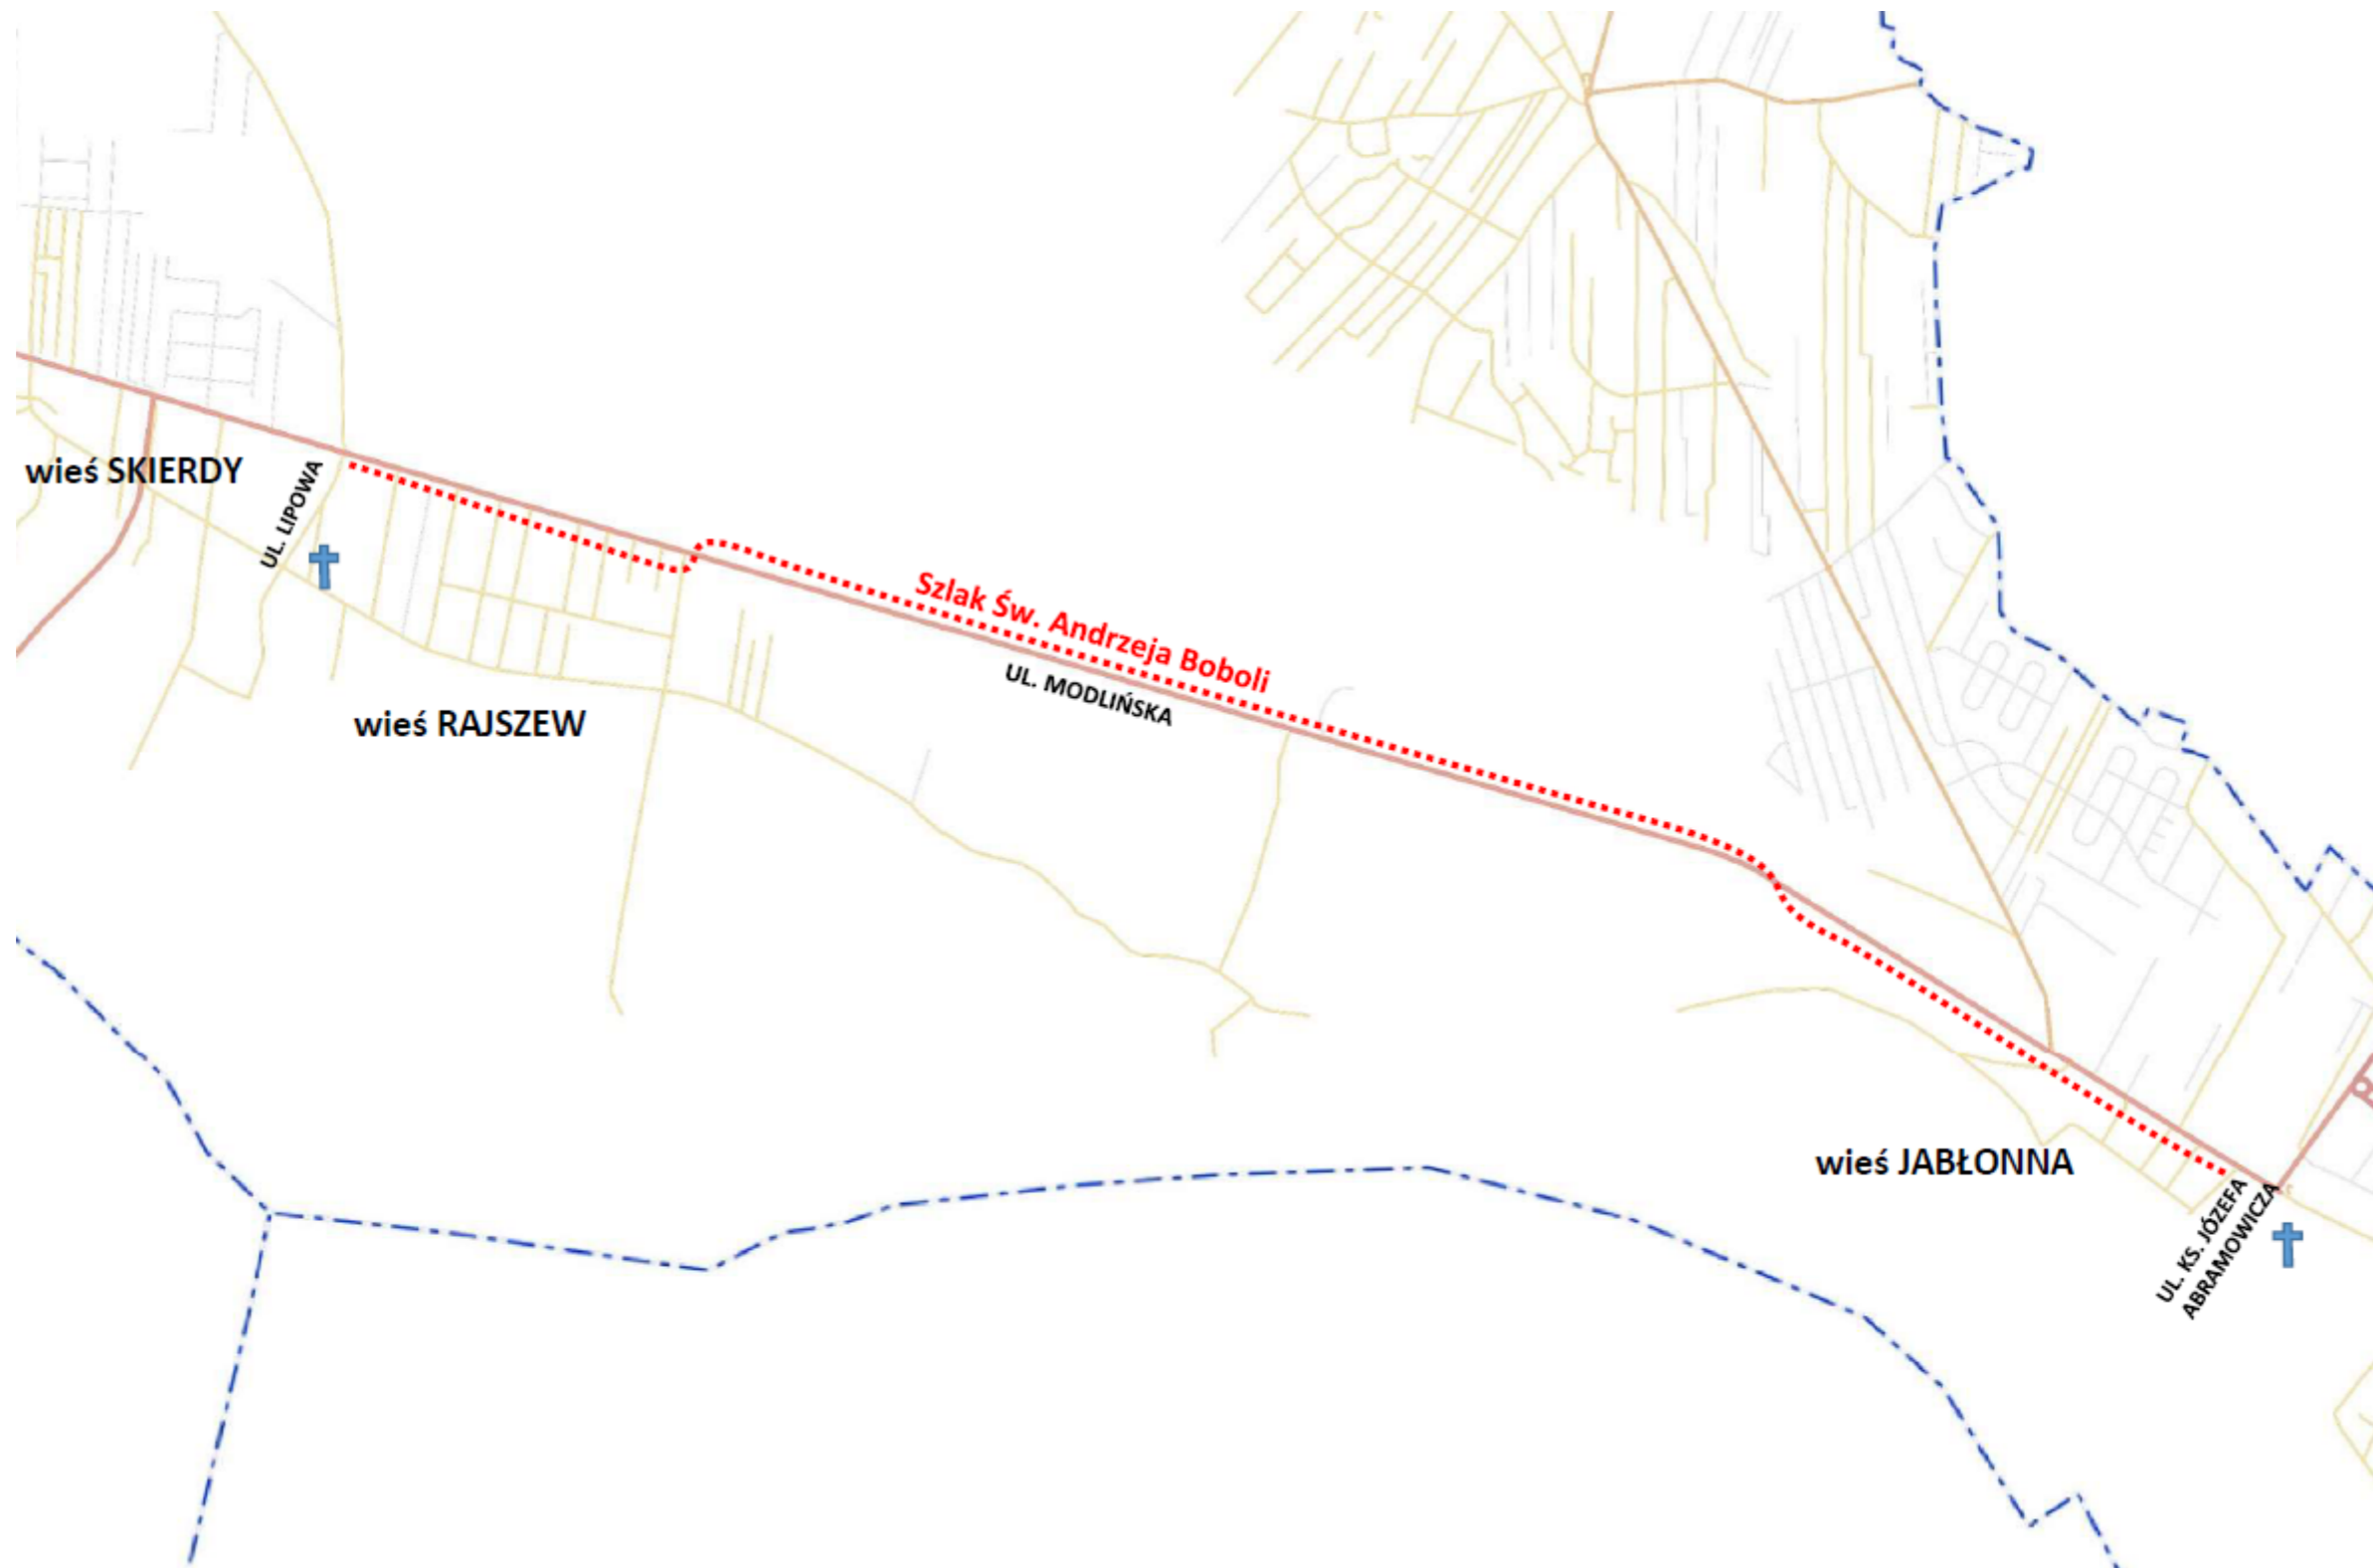 wieś SKIERDY
UL. LIPOWA
Szlak Św. Andrzeja Boboli
UL. MODLIŃSKA
wieś RAJSZEW
wieś JABŁONNA
UL. KS. JÓZEFA
ABRAMOWICZA